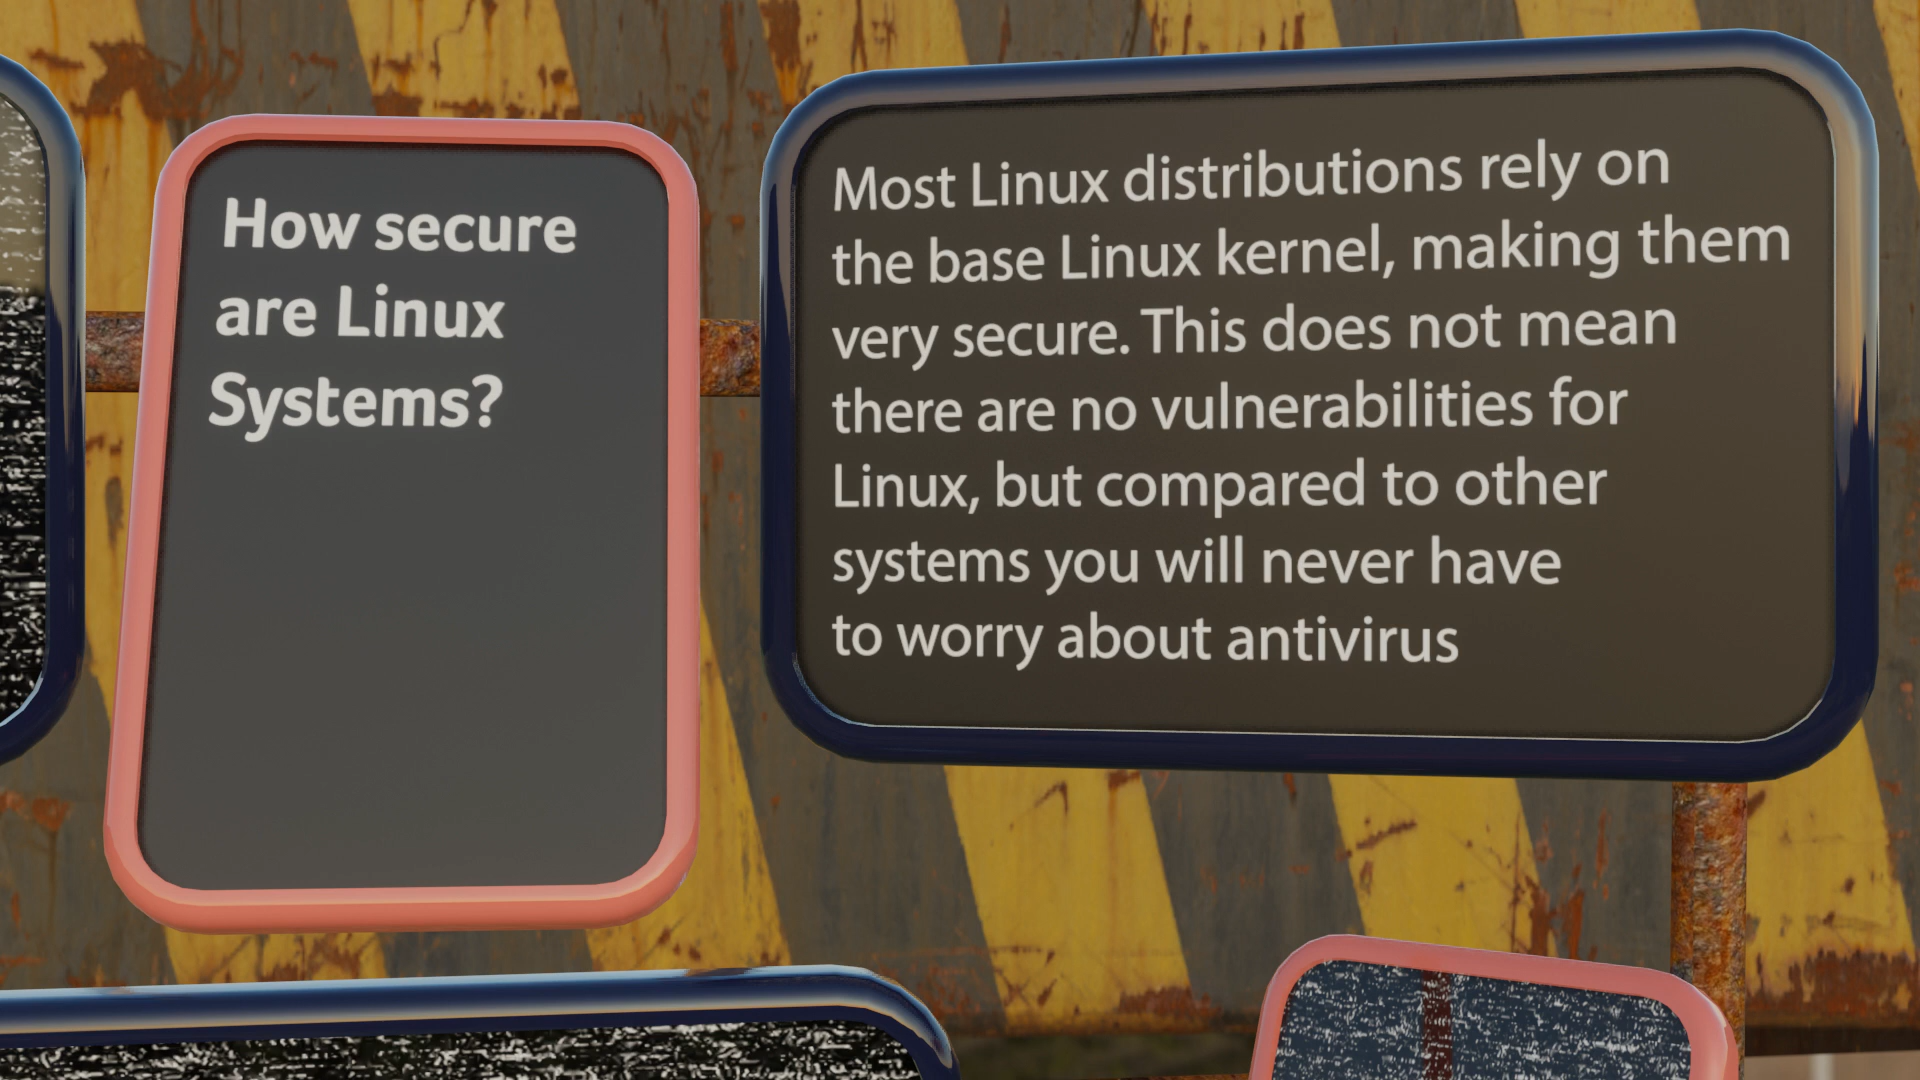 How secure
are Linux
Systems?
Most Linux distributions rely on
the base Linux kernel, making them
very secure. This does not mean
there are no vulnerabilities for
Linux, but compared to other
systems you will never have
to worry about antivirus